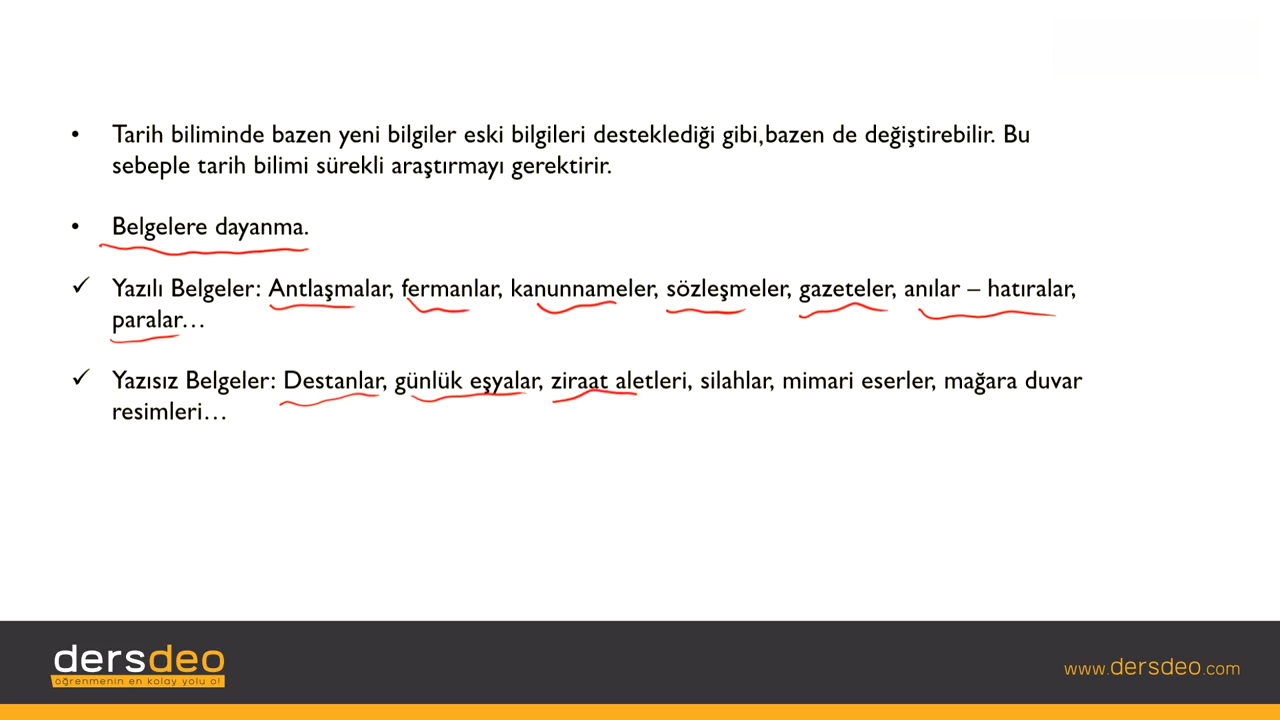 • Tarih biliminde bazen yeni bilgiler eski bilgileri desteklediği gibi,bazen de değiştirebilir. Bu
sebeple tarih bilimi sürekli araştırmayı gerektirir.
• Belgelere dayanma.
✓ Yazılı Belgeler: Antlaşmalar, fermanlar, kanunnameler, sözleşmeler, gazeteler, anılar – hatıralar,
paralar…
✓ Yazısız Belgeler: Destanlar, günlük eşyalar, ziraat aletleri, silahlar, mimari eserler, mağara duvar
resimleri…
dersdeo
öğrenmenin en kolay yolu o!
www.dersdeo.com